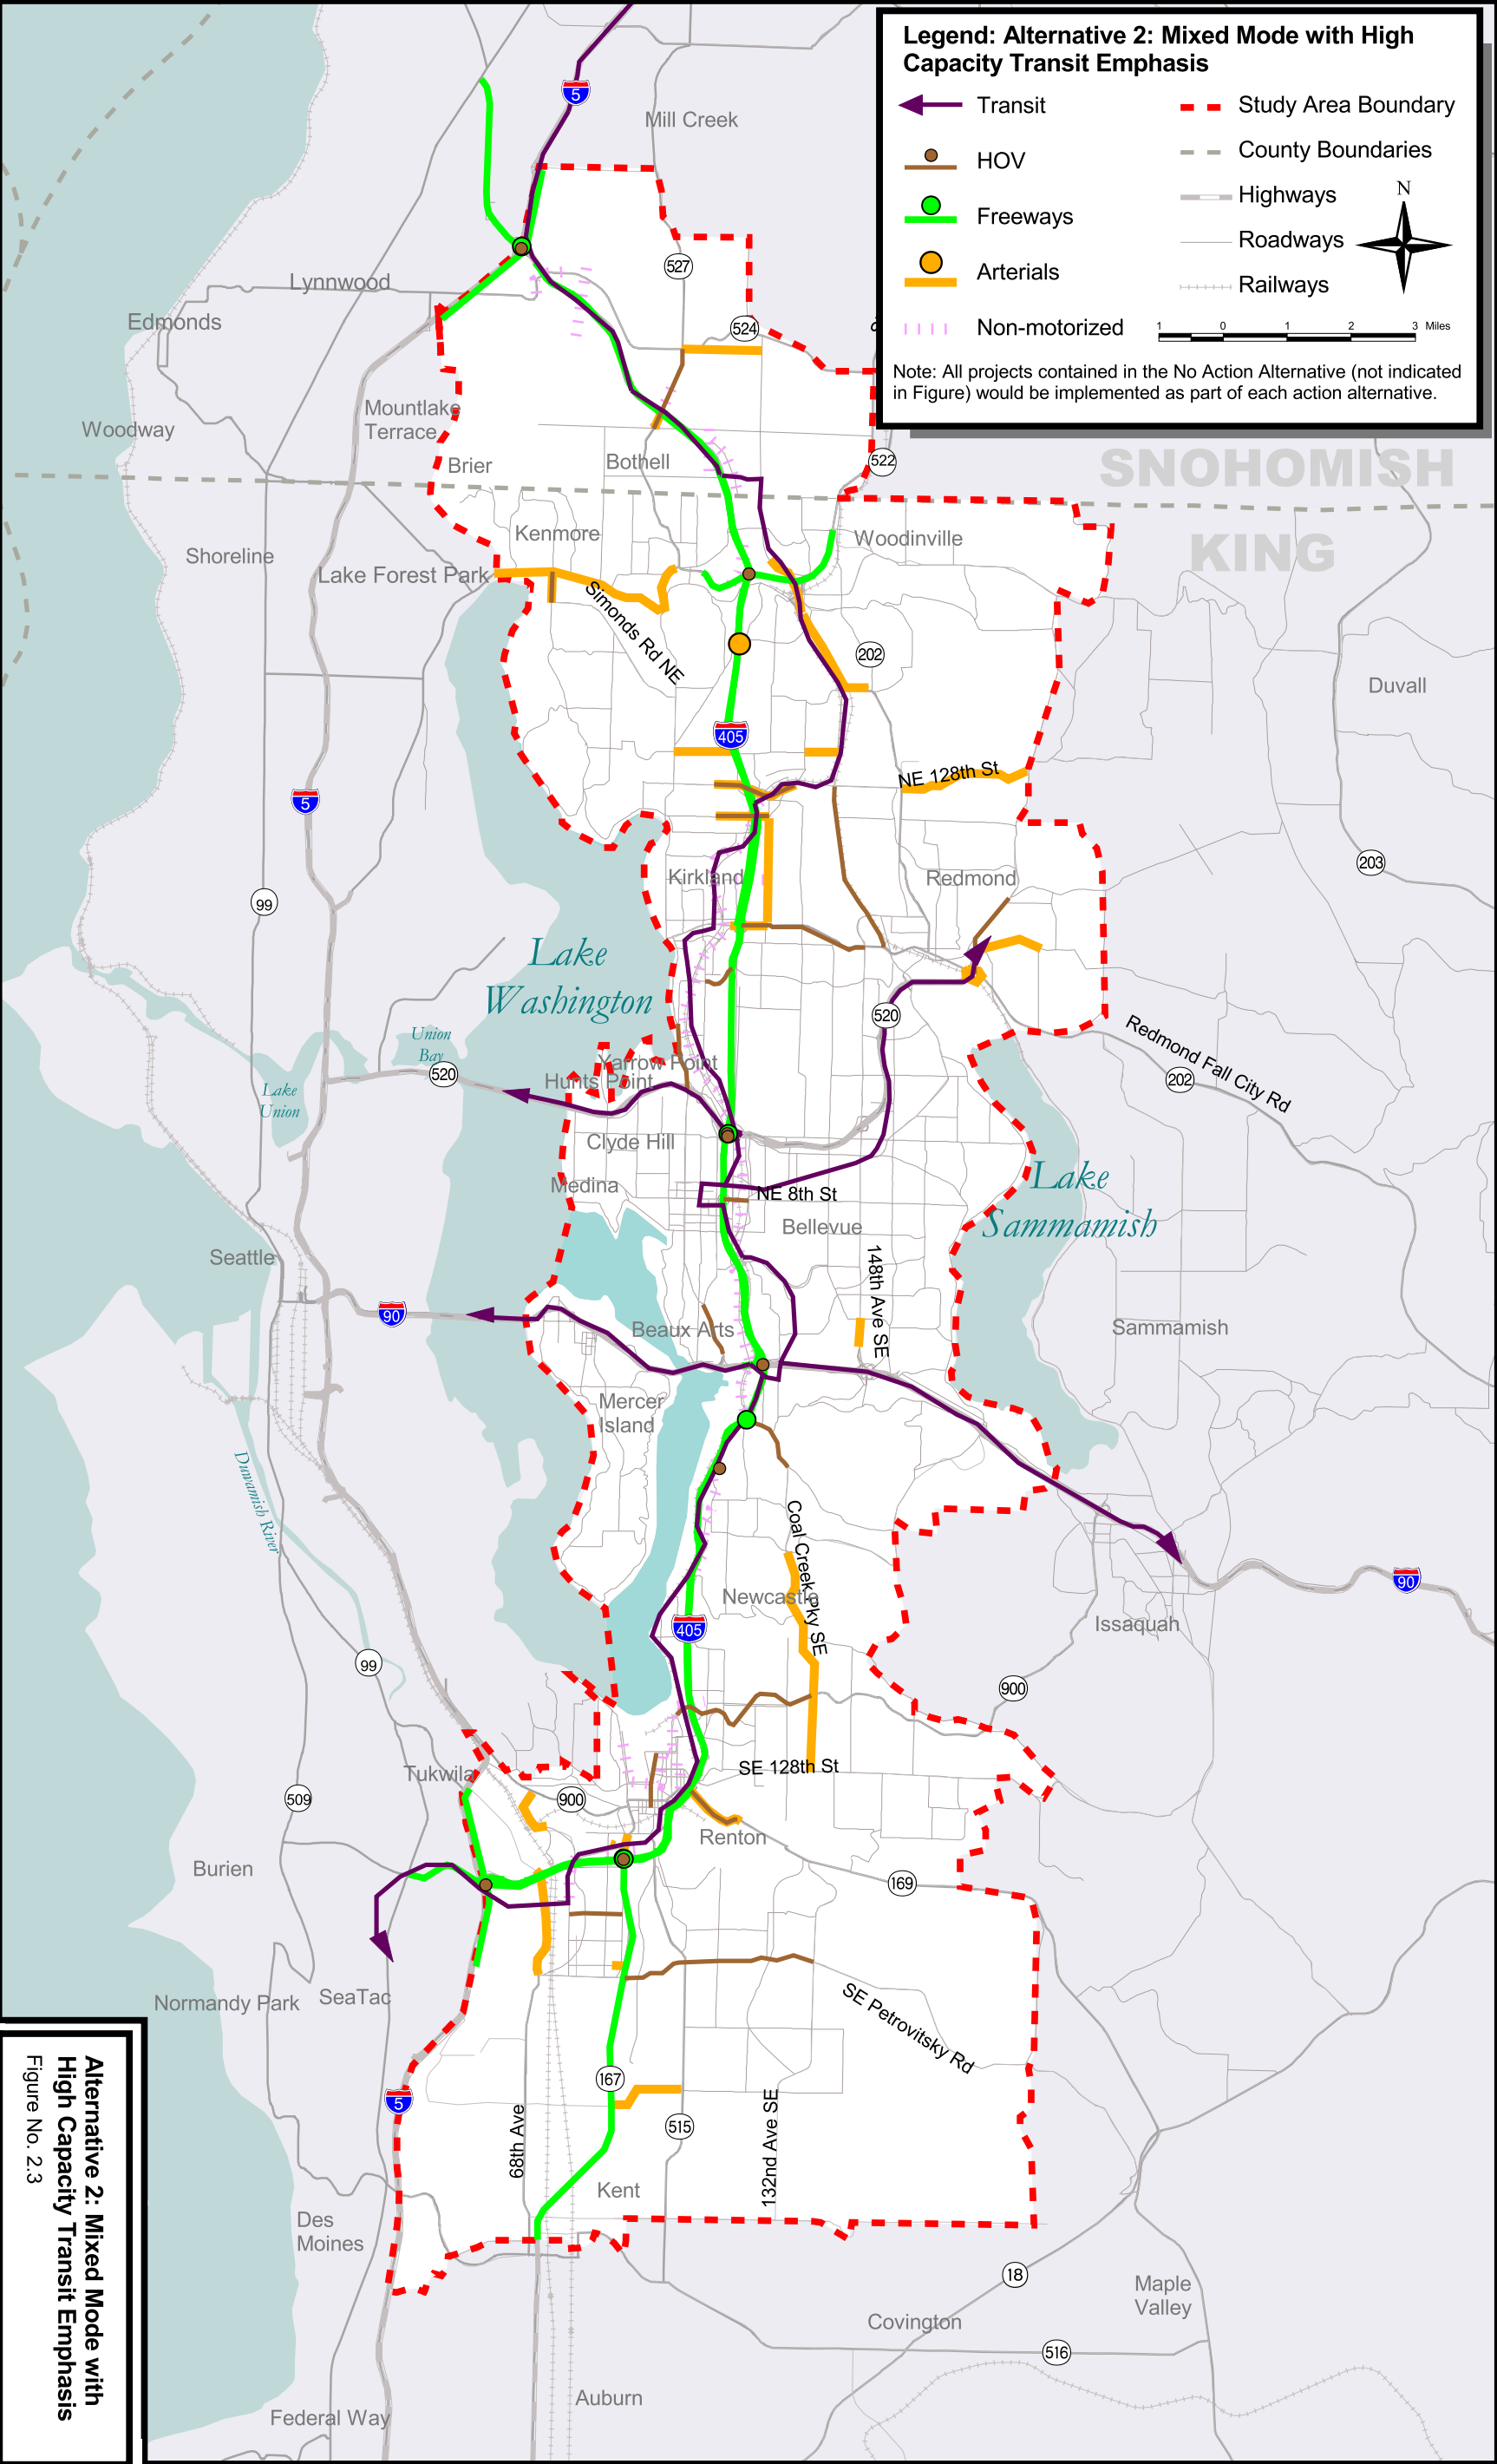 Legend: Alternative 2: Mixed Mode with High
Capacity Transit Emphasis
Transit
HOV
Freeways
Arterials
Non-motorized
Study Area Boundary
County Boundaries
Highways
Roadways
Railways
N
1 0 1 2 3 Miles
Note: All projects contained in the No Action Alternative (not indicated
in Figure) would be implemented as part of each action alternative.
5
Mill Creek
527
Lynnwood
Edmonds
524
Mountlake
Terrace
Woodway
Brier
Bothell
522
SNOHOMISH
KING
Kenmore
Woodinville
Shoreline
Lake Forest Park
Simonds Rd NE
202
Duvall
405
NE 128th St
5
203
Kirkland
Redmond
99
Lake
Washington
520
Union
Bay
520
Lake
Union
Yarrow Point
Hunts Point
Redmond Fall City Rd
202
Clyde Hill
Medina
NE 8th St
Lake
Sammamish
Bellevue
Seattle
148th Ave SE
90
Beaux Arts
Sammamish
Mercer
Island
Duwamish River
Coal Creek Pky SE
Newcastle
90
405
Issaquah
99
900
SE 128th St
Tukwila
900
509
Renton
Burien
169
Normandy Park
SeaTac
SE Petrovitsky Rd
167
5
515
68th Ave
132nd Ave SE
Kent
Des
Moines
18
Maple
Valley
Covington
516
Auburn
Federal Way
Alternative 2: Mixed Mode with
High Capacity Transit Emphasis
Figure No. 2.3